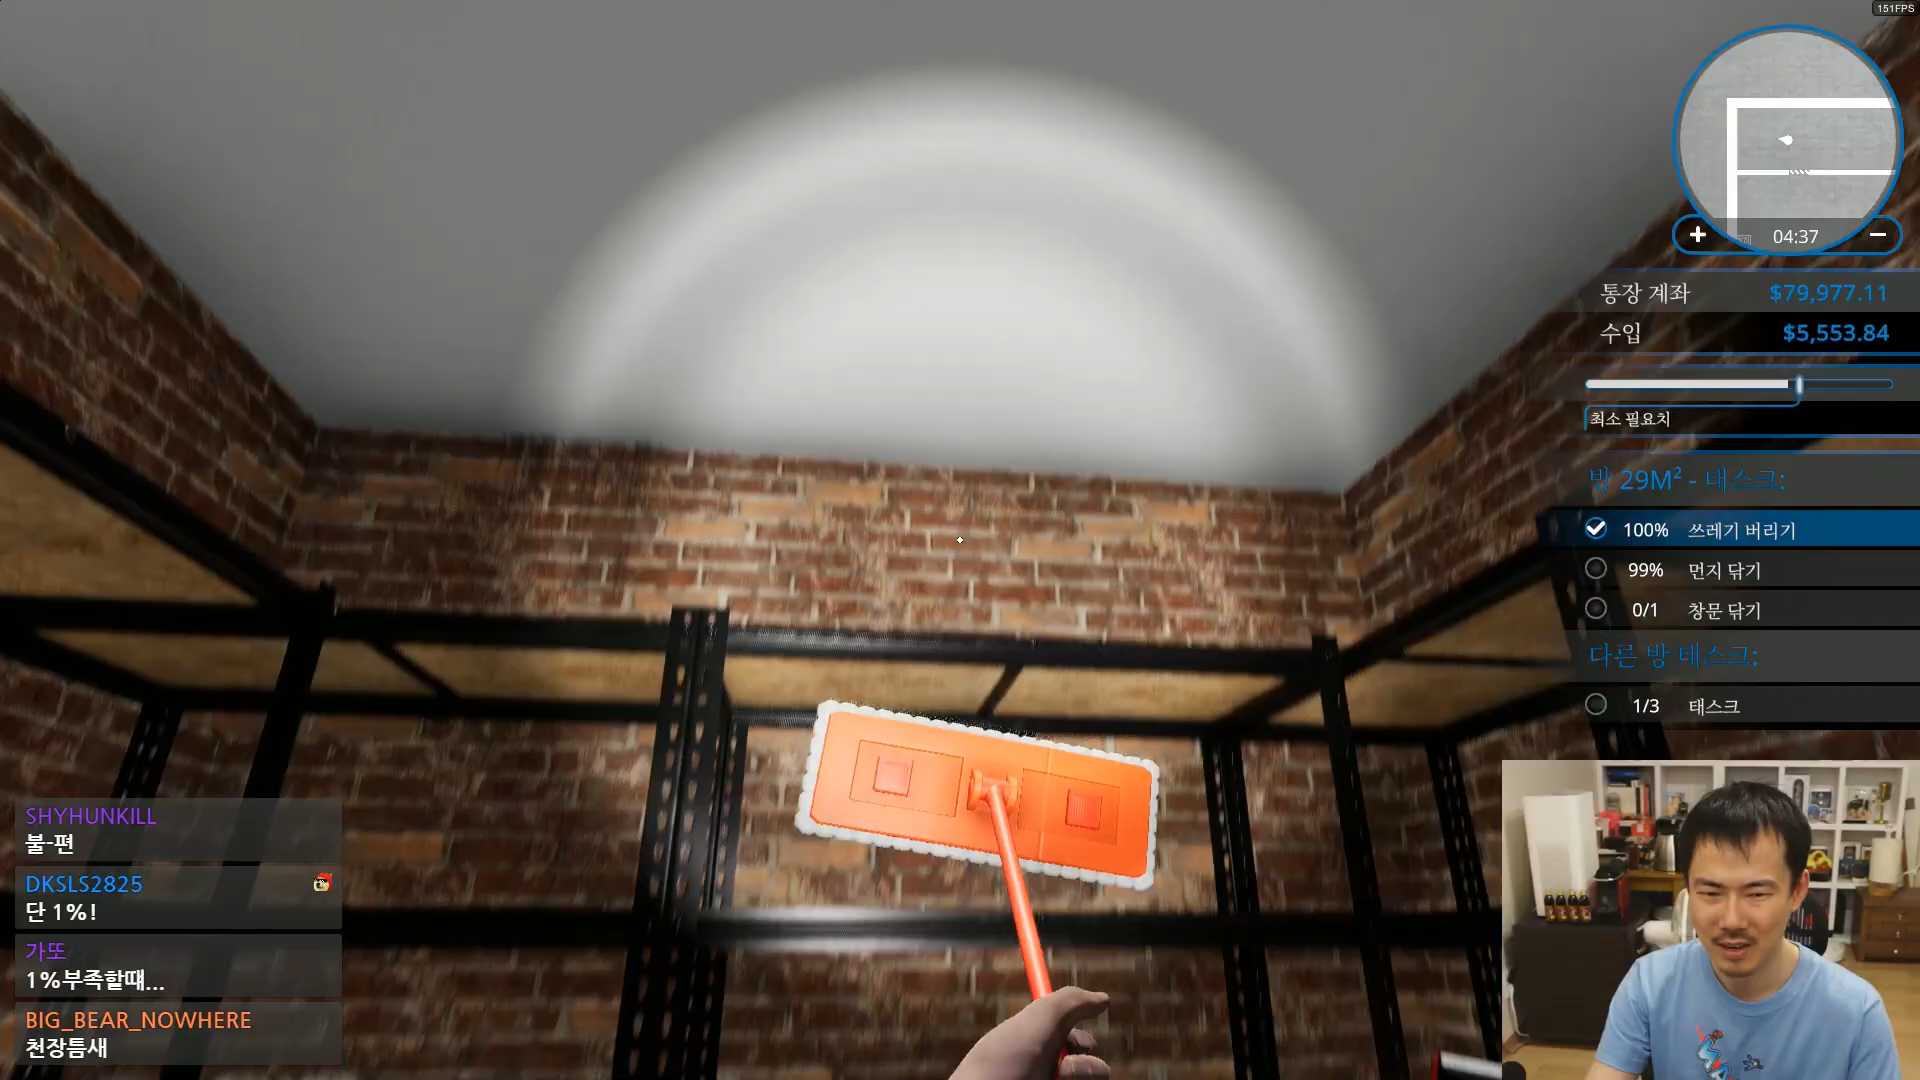 151FPS
04:37
통장 계좌 $79,977.11
수입 $5,553.84
최소 필요치
방 29M² - 태스크:
100% 쓰레기 버리기
99% 먼지 닦기
0/1 창문 닦기
다른 방 태스크:
1/3 태스크
SHYHUNKILL
불-편
DKSLS2825
단 1%!
가또
1%부족할때...
BIG_BEAR_NOWHERE
천장틈새